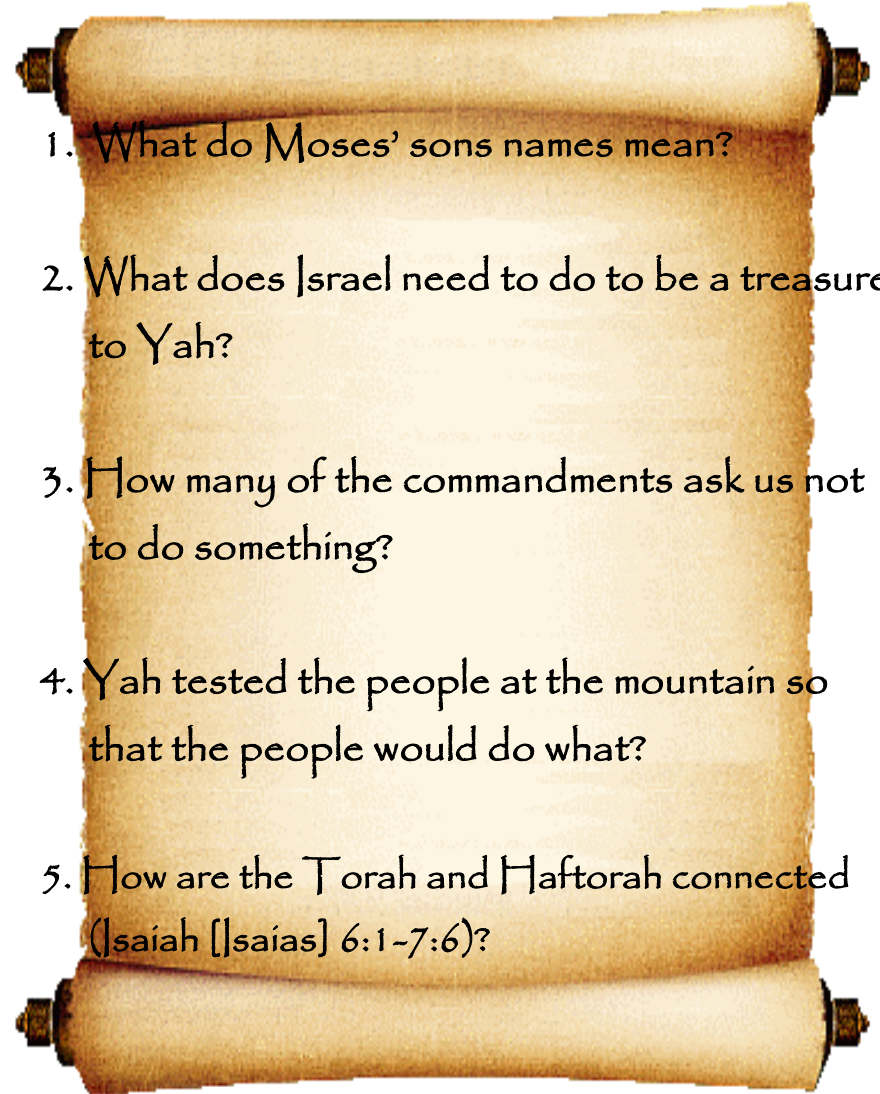 1. What do Moses’ sons names mean?
2. What does Israel need to do to be a treasure
to Yah?
3. How many of the commandments ask us not
to do something?
4. Yah tested the people at the mountain so
that the people would do what?
5. How are the Torah and Haftorah connected
(Isaiah [Isaias] 6:1-7:6)?